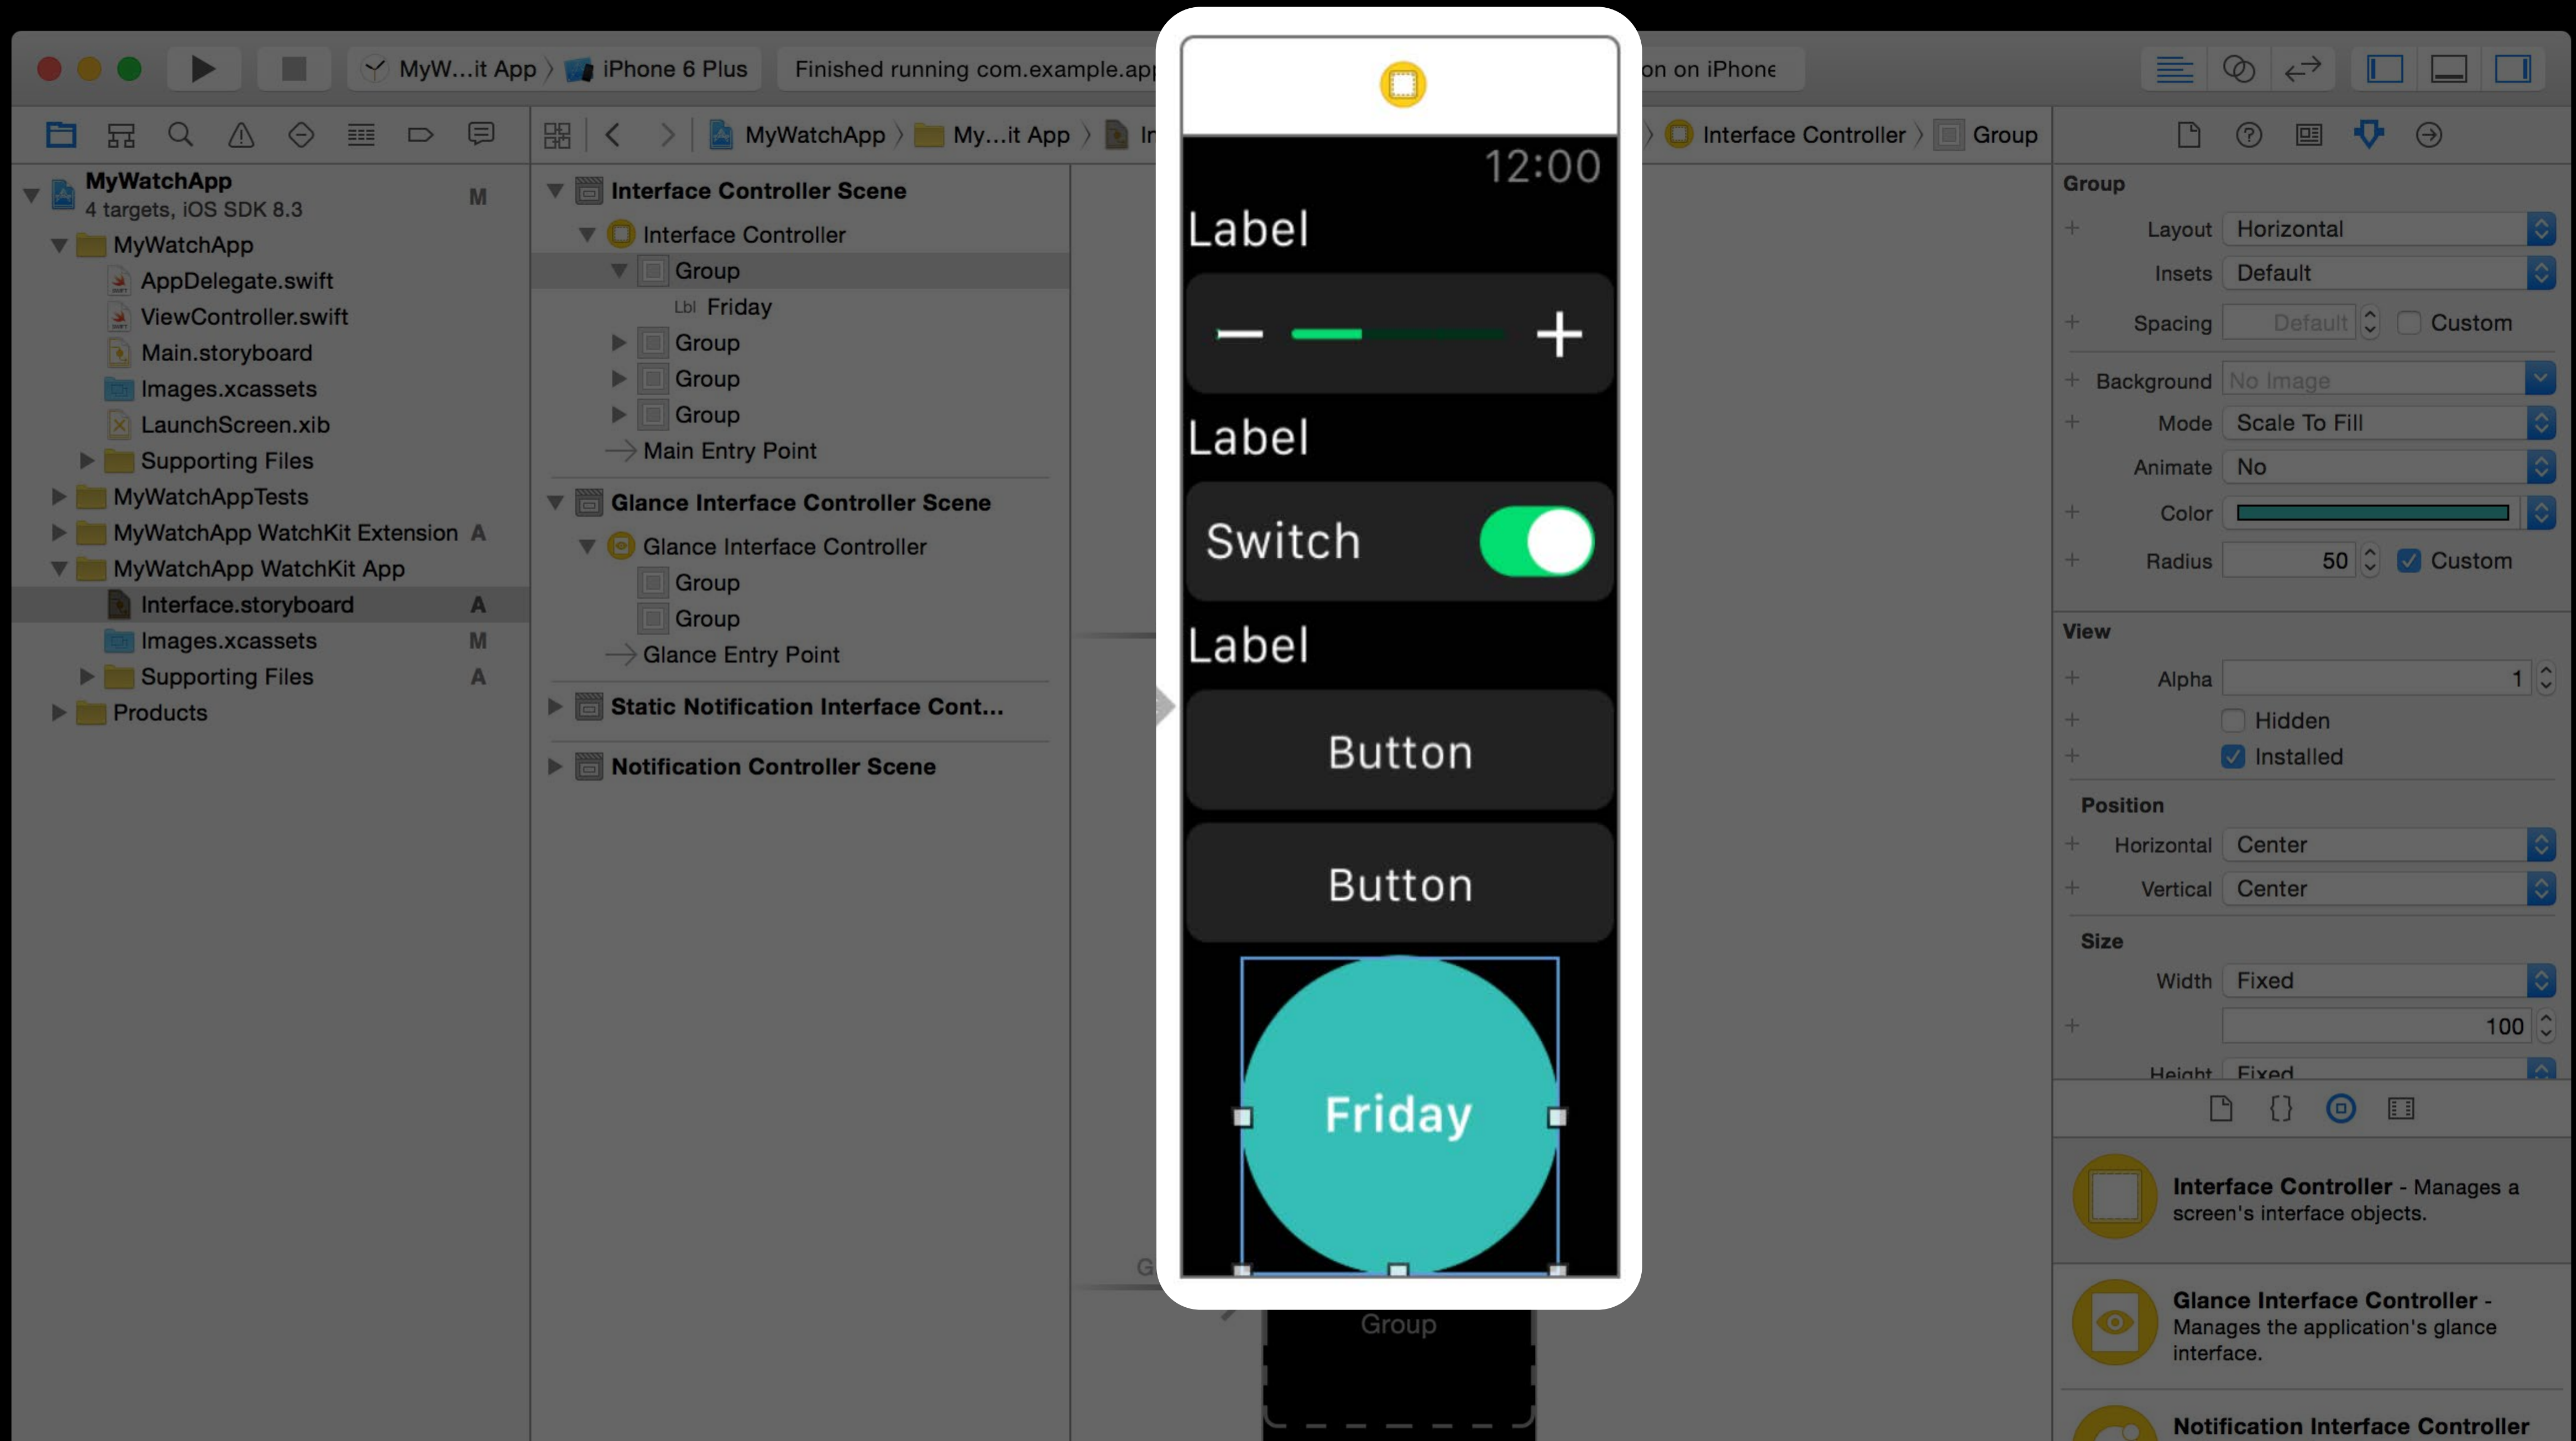 MyW...it App
iPhone 6 Plus
Finished running com.example.app
on on iPhone
MyWatchApp
My...it App
In
Interface Controller
Group
MyWatchApp
4 targets, iOS SDK 8.3
M
MyWatchApp
AppDelegate.swift
ViewController.swift
Main.storyboard
Images.xcassets
LaunchScreen.xib
Supporting Files
MyWatchAppTests
MyWatchApp WatchKit Extension A
MyWatchApp WatchKit App
Interface.storyboard A
Images.xcassets M
Supporting Files A
Products
Interface Controller Scene
Interface Controller
Group
Lbl Friday
Group
Group
Group
Main Entry Point
Glance Interface Controller Scene
Glance Interface Controller
Group
Group
Glance Entry Point
Static Notification Interface Cont...
Notification Controller Scene
12:00
Label
Label
Switch
Label
Button
Button
Friday
G
Group
Group
Layout Horizontal
Insets Default
Spacing Default Custom
Background No Image
Mode Scale To Fill
Animate No
Color
Radius 50 Custom
View
Alpha 1
Hidden
Installed
Position
Horizontal Center
Vertical Center
Size
Width Fixed
100
Height Fixed
{}
Interface Controller - Manages a
screen's interface objects.
Glance Interface Controller -
Manages the application's glance
interface.
Notification Interface Controller